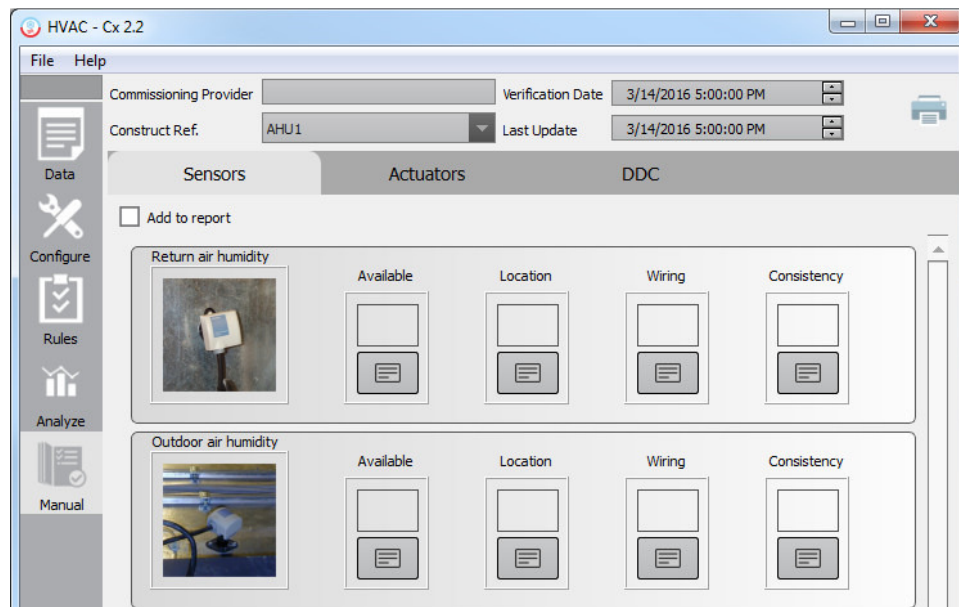 HVAC - Cx 2.2
File Help
Commissioning Provider Verification Date 3/14/2016 5:00:00 PM
Construct Ref. AHU1 Last Update 3/14/2016 5:00:00 PM
Data
Sensors Actuators DDC
Add to report
Configure
Return air humidity
Available Location Wiring Consistency
Rules
Analyze
Outdoor air humidity
Available Location Wiring Consistency
Manual